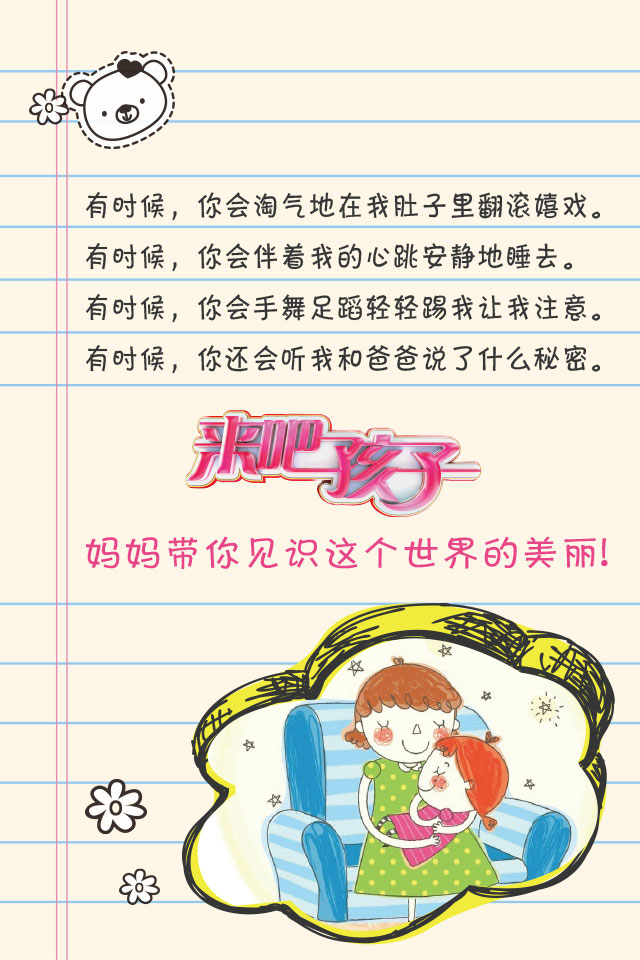 有时候，你会淘气地在我肚子里翻滚嬉戏。
有时候，你会伴着我的心跳安静地睡去。
有时候，你会手舞足蹈轻轻踢我让我注意。
有时候，你还会听我和爸爸说了什么秘密。
来吧孩子
妈妈带你见识这个世界的美丽!